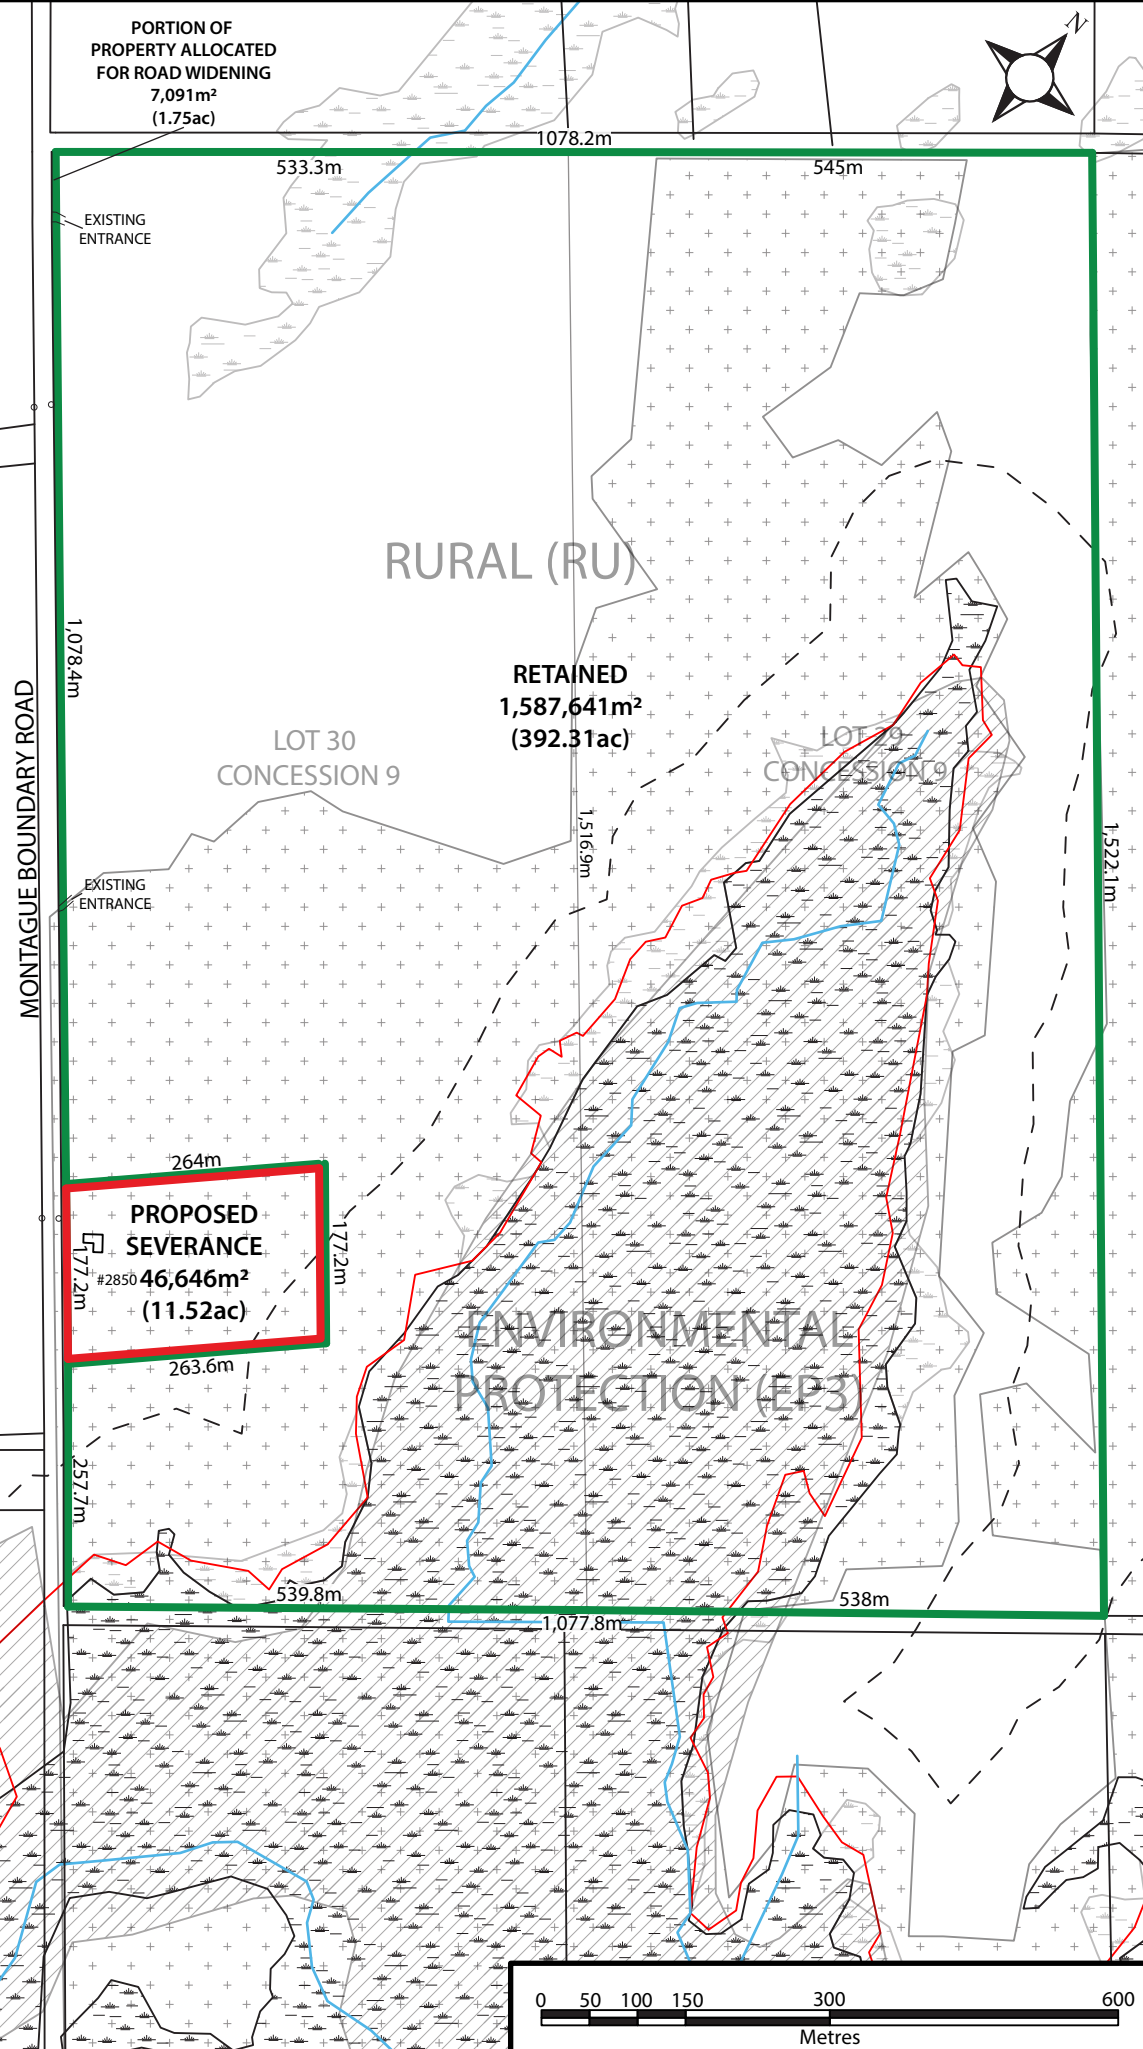 N
PORTION OF
PROPERTY ALLOCATED
FOR ROAD WIDENING
7,091m²
(1.75ac)
1078.2m
533.3m
545m
EXISTING
ENTRANCE
RURAL (RU)
1,078.4m
RETAINED
1,587,641m²
(392.31ac)
MONTAGUE BOUNDARY ROAD
LOT 30
CONCESSION 9
LOT 29
CONCESSION 9
1,516.9m
1,522.1m
EXISTING
ENTRANCE
264m
PROPOSED
SEVERANCE
#2850 46,646m²
(11.52ac)
177.2m
177.2m
263.6m
ENVIRONMENTAL
PROTECTION (EP3)
257.7m
539.8m
538m
1,077.8m
0 50 100 150 300 600
Metres